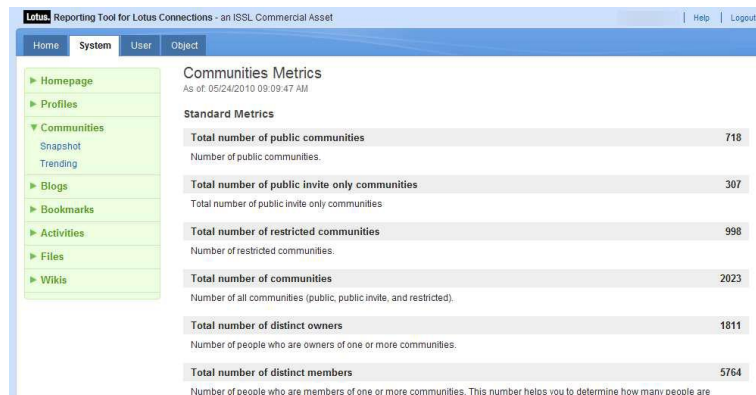 Lotus. Reporting Tool for Lotus Connections - an ISSL Commercial Asset
Help | Logout
Home System User Object
Homepage
Profiles
Communities
Snapshot
Trending
Blogs
Bookmarks
Activities
Files
Wikis
Communities Metrics
As of: 05/24/2010 09:09:47 AM
Standard Metrics
Total number of public communities 718
Number of public communities.
Total number of public invite only communities 307
Total number of public invite only communities
Total number of restricted communities 998
Number of restricted communities.
Total number of communities 2023
Number of all communities (public, public invite, and restricted).
Total number of distinct owners 1811
Number of people who are owners of one or more communities.
Total number of distinct members 5764
Number of people who are members of one or more communities. This number helps you to determine how many people are